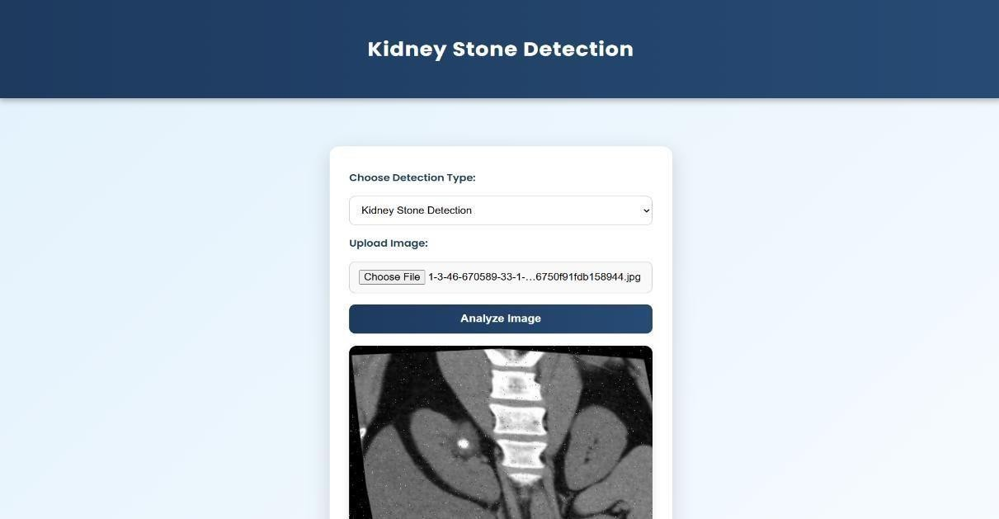 Kidney Stone Detection
Choose Detection Type:
Kidney Stone Detection
Upload Image:
Choose File 1-3-46-670589-33-1-...6750f91fdb158944.jpg
Analyze Image